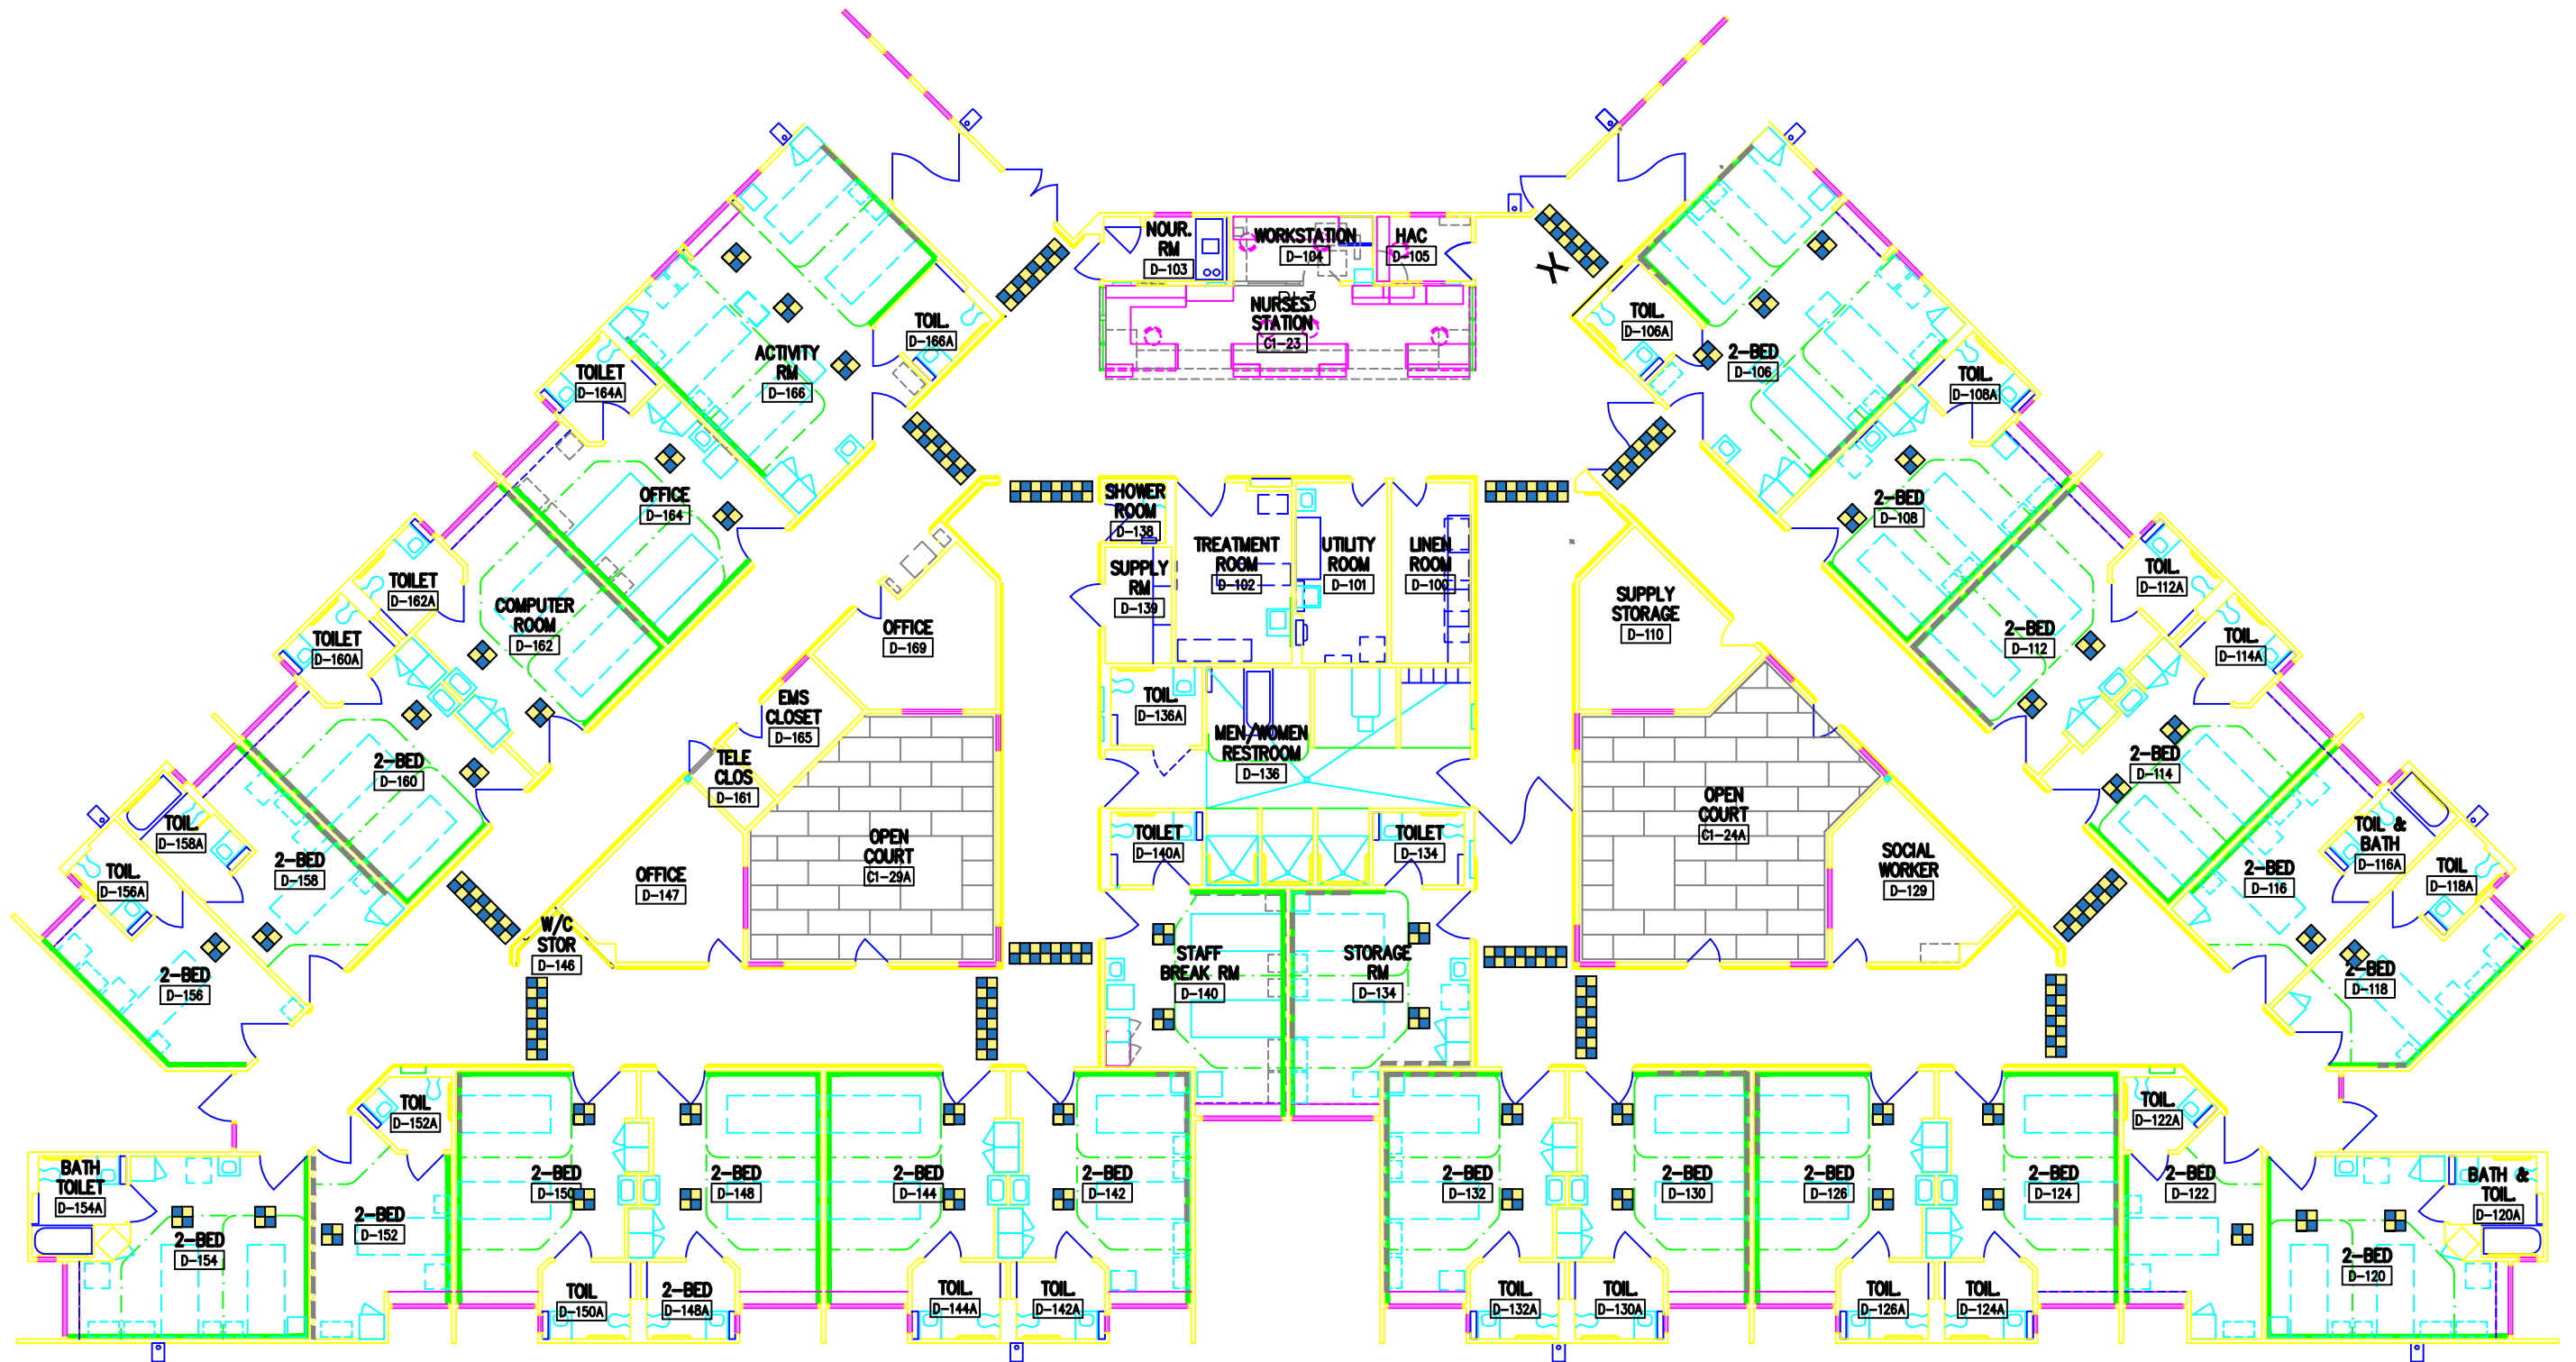 NOUR.
RM
D-103
WORKSTATION
D-104
HAC
D-105
NURSES'
STATION
C1-23
TOIL.
D-166A
ACTIVITY
RM
D-166
TOILET
D-164A
OFFICE
D-164
TOILET
D-162A
COMPUTER
ROOM
D-162
TOILET
D-160A
2-BED
D-160
TOIL.
D-158A
2-BED
D-158
TOIL.
D-156A
2-BED
D-156
TOIL.
D-106A
2-BED
D-106
TOIL.
D-108A
2-BED
D-108
TOIL.
D-112A
2-BED
D-112
TOIL.
D-114A
2-BED
D-114
TOIL &
BATH
D-116A
2-BED
D-116
TOIL
D-118A
2-BED
D-118
SHOWER
ROOM
D-138
SUPPLY
RM
D-139
TREATMENT
ROOM
D-102
UTILITY
ROOM
D-101
LINEN
ROOM
D-100
OFFICE
D-169
EMS
CLOSET
D-165
TELE
CLOS
D-161
OPEN
COURT
C1-29A
OFFICE
D-147
W/C
STOR
D-146
TOIL.
D-136A
MEN/WOMEN
RESTROOM
D-136
TOILET
D-140A
TOILET
D-134
STAFF
BREAK RM
D-140
STORAGE
RM
D-134
SUPPLY
STORAGE
D-110
OPEN
COURT
C1-24A
SOCIAL
WORKER
D-129
BATH
TOILET
D-154A
2-BED
D-154
TOIL
D-152A
2-BED
D-152
2-BED
D-150
2-BED
D-148
2-BED
D-144
2-BED
D-142
TOIL
D-150A
2-BED
D-148A
TOIL.
D-144A
TOIL.
D-142A
2-BED
D-132
2-BED
D-130
2-BED
D-126
2-BED
D-124
TOIL.
D-122A
2-BED
D-122
TOIL.
D-132A
TOIL.
D-130A
TOIL.
D-126A
TOIL.
D-124A
2-BED
D-120
BATH &
TOIL.
D-120A